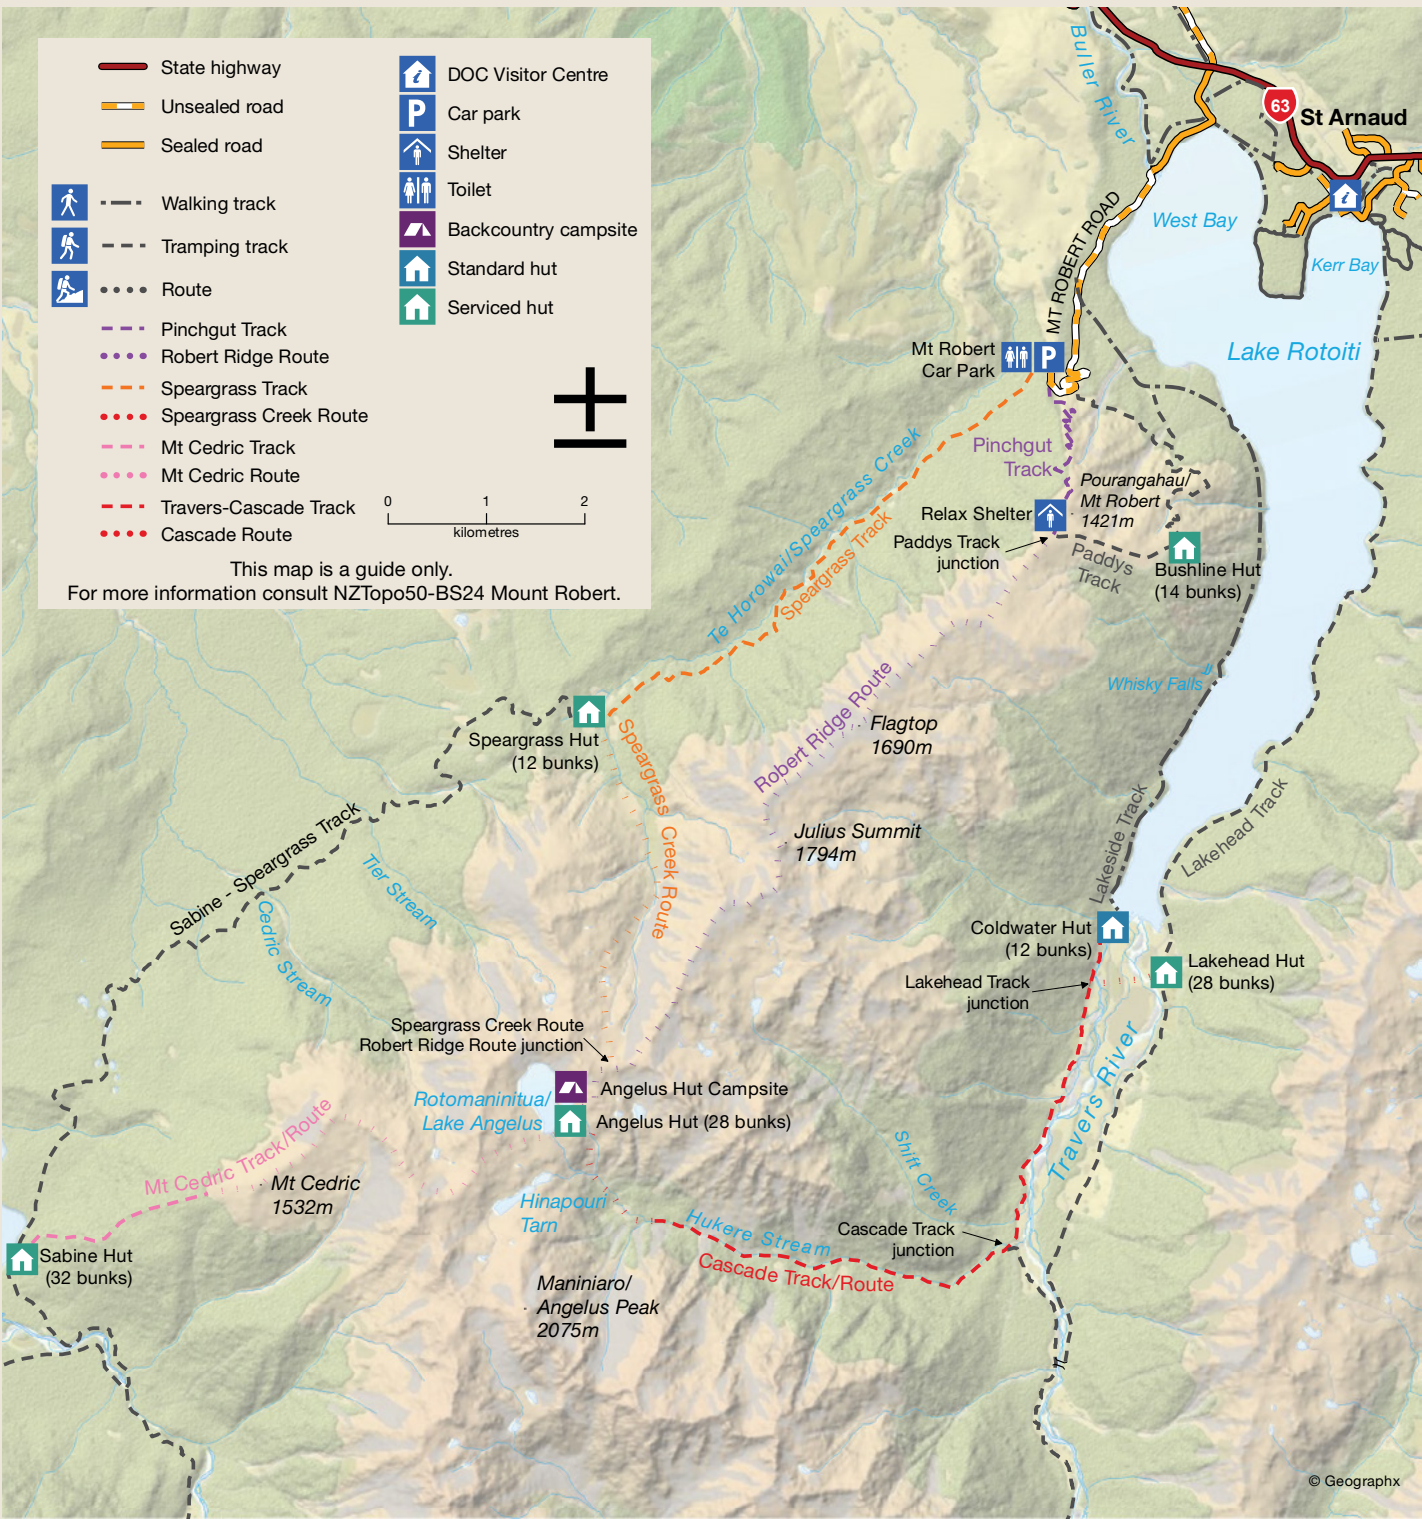 State highway
Unsealed road
Sealed road
Walking track
Tramping track
Route
Pinchgut Track
Robert Ridge Route
Speargrass Track
Speargrass Creek Route
Mt Cedric Track
Mt Cedric Route
Travers-Cascade Track
Cascade Route
DOC Visitor Centre
Car park
Shelter
Toilet
Backcountry campsite
Standard hut
Serviced hut
0 1 2
kilometres
This map is a guide only.
For more information consult NZTopo50-BS24 Mount Robert.
Buller River
63
St Arnaud
West Bay
Kerr Bay
MT ROBERT ROAD
Lake Rotoiti
Mt Robert
Car Park
P
Pinchgut
Track
Pourangahau/
Mt Robert
1421m
Relax Shelter
Paddys Track
junction
Paddys
Track
Bushline Hut
(14 bunks)
Te Horowai/Speargrass Creek
Speargrass Track
Whisky Falls
Robert Ridge Route
Flagtop
1690m
Speargrass Hut
(12 bunks)
Speargrass Creek Route
Julius Summit
1794m
Lakeside Track
Lakehead Track
Sabine - Speargrass Track
Tier Stream
Cedric Stream
Coldwater Hut
(12 bunks)
Lakehead Hut
(28 bunks)
Lakehead Track
junction
Speargrass Creek Route
Robert Ridge Route junction
Travers River
Rotomaninitua/
Lake Angelus
Angelus Hut Campsite
Angelus Hut (28 bunks)
Mt Cedric Track/Route
Mt Cedric
1532m
Shift Creek
Hinapouri
Tarn
Hukere Stream
Cascade Track
junction
Cascade Track/Route
Sabine Hut
(32 bunks)
Maniniaro/
Angelus Peak
2075m
© Geographx